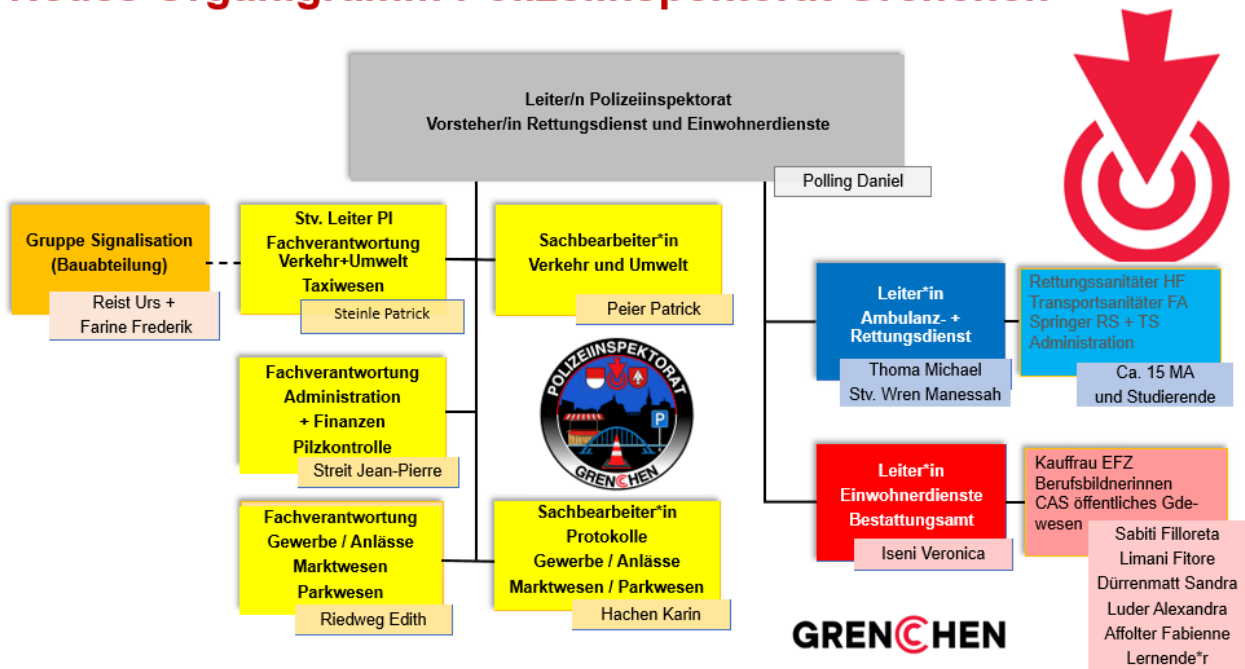 Neues Organigramm Polizeiinspektorat Grenchen
Leiter/n Polizeiinspektorat
Vorsteher/in Rettungsdienst und Einwohnerdienste
Polling Daniel
Gruppe Signalisation
(Bauabteilung)
Reist Urs +
Farine Frederik
Stv. Leiter PI
Fachverantwortung
Verkehr+Umwelt
Taxiwesen
Steinle Patrick
Sachbearbeiter*in
Verkehr und Umwelt
Peier Patrick
Fachverantwortung
Administration
+ Finanzen
Pilzkontrolle
Streit Jean-Pierre
POLIZEIINSPEKTORAT
P
GRENCHEN
Fachverantwortung
Gewerbe / Anlässe
Marktwesen
Parkwesen
Riedweg Edith
Sachbearbeiter*in
Protokolle
Gewerbe / Anlässe
Marktwesen / Parkwesen
Hachen Karin
Leiter*in
Ambulanz- +
Rettungsdienst
Thoma Michael
Stv. Wren Manessah
Rettungssanitäter HF
Transportsanitäter FA
Springer RS + TS
Administration
Ca. 15 MA
und Studierende
Leiter*in
Einwohnerdienste
Bestattungsamt
Iseni Veronica
Kauffrau EFZ
Berufsbildnerinnen
CAS öffentliches Gde-
wesen
Sabiti Filloreta
Limani Fitore
Dürrenmatt Sandra
Luder Alexandra
Affolter Fabienne
Lernende*r
GRENCHEN